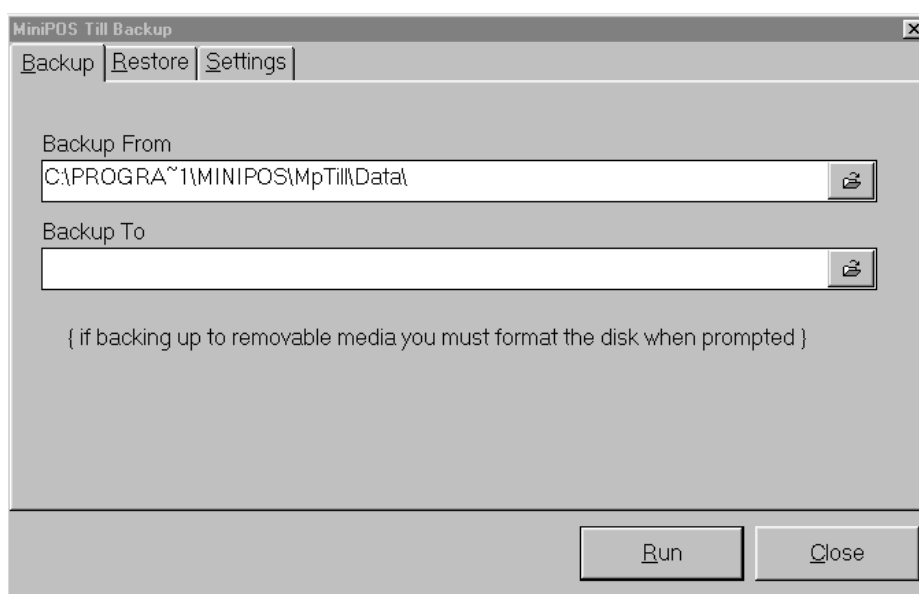 MiniPOS Till Backup
Backup Restore Settings
Backup From
C:\PROGRA~1\MINIPOS\MpTill\Data\
Backup To
{ if backing up to removable media you must format the disk when prompted }
Run Close